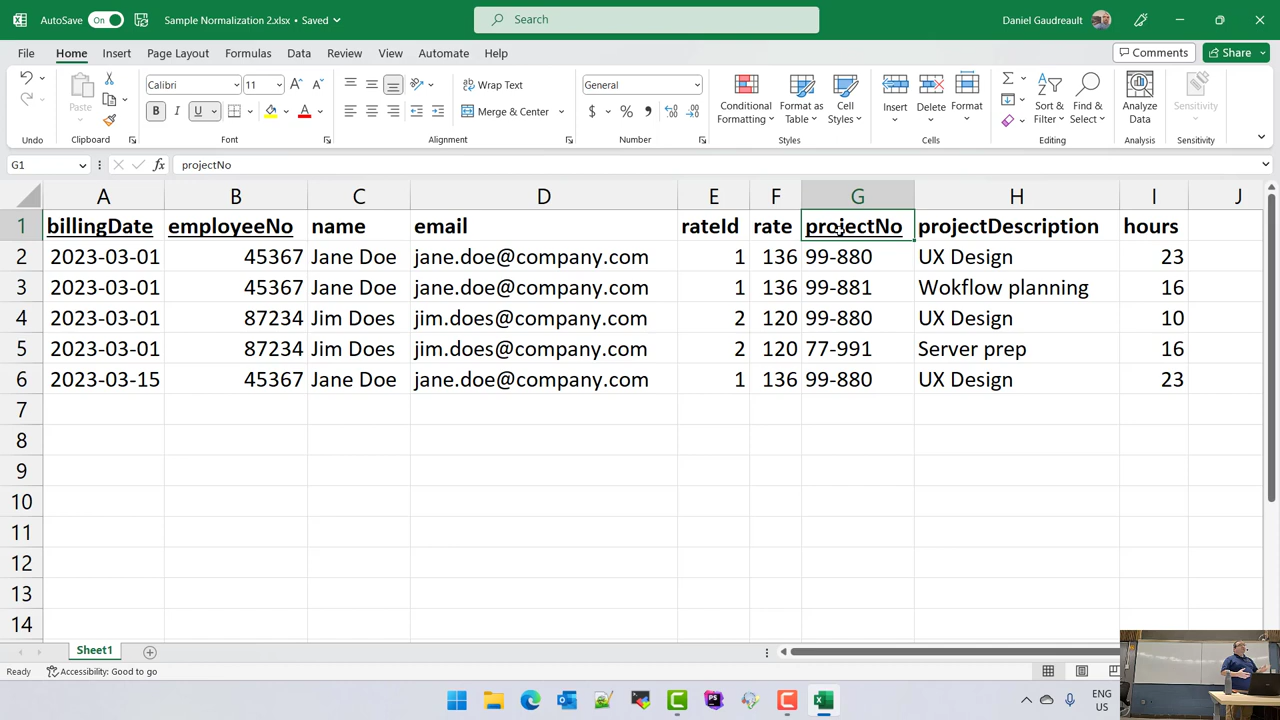 AutoSave On Sample Normalization 2.xlsx • Saved Search Daniel Gaudreault
File Home Insert Page Layout Formulas Data Review View Automate Help Comments Share
Calibri 11 A A Wrap Text General Conditional Formatting Format as Table Cell Styles Insert Delete Format Sort & Filter Find & Select Analyze Data Sensitivity
Paste B I U A Merge & Center $ % 9
Undo Clipboard Font Alignment Number Styles Cells Editing Analysis Sensitivity
G1 fx projectNo
A B C D E F G H I J
1 billingDate employeeNo name email rateId rate projectNo projectDescription hours
2 2023-03-01 45367 Jane Doe jane.doe@company.com 1 136 99-880 UX Design 23
3 2023-03-01 45367 Jane Doe jane.doe@company.com 1 136 99-881 Wokflow planning 16
4 2023-03-01 87234 Jim Does jim.does@company.com 2 120 99-880 UX Design 10
5 2023-03-01 87234 Jim Does jim.does@company.com 2 120 77-991 Server prep 16
6 2023-03-15 45367 Jane Doe jane.doe@company.com 1 136 99-880 UX Design 23
7
8
9
10
11
12
13
14
Sheet1
Ready Accessibility: Good to go
PS ENG US